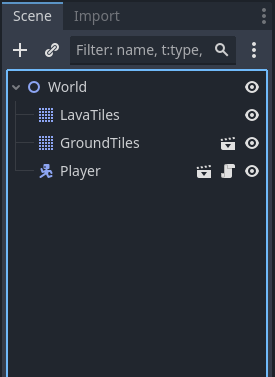 Scene Import
Filter: name, t:type,
World
LavaTiles
GroundTiles
Player